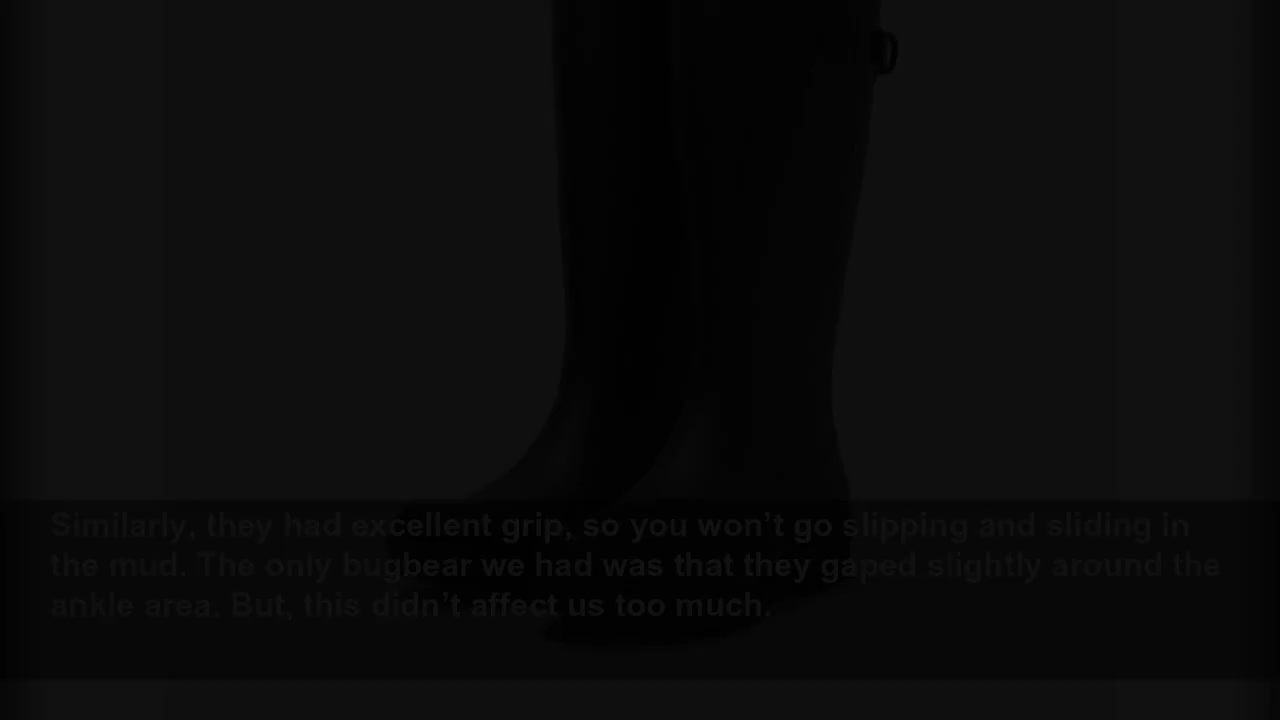 Similarly, they had excellent grip, so you won’t go slipping and sliding in
the mud. The only bugbear we had was that they gaped slightly around the
ankle area. But, this didn’t affect us too much.